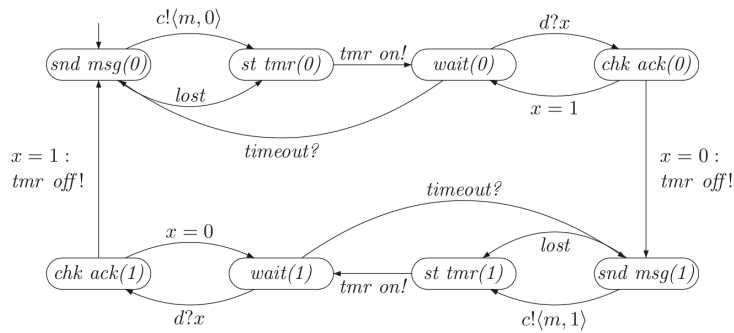 c!⟨m, 0⟩
d?x
snd msg(0)
st tmr(0)
tmr on!
wait(0)
chk ack(0)
lost
x = 1
timeout?
x = 1 :
tmr off!
x = 0 :
tmr off!
timeout?
x = 0
lost
chk ack(1)
wait(1)
tmr on!
st tmr(1)
snd msg(1)
d?x
c!⟨m, 1⟩